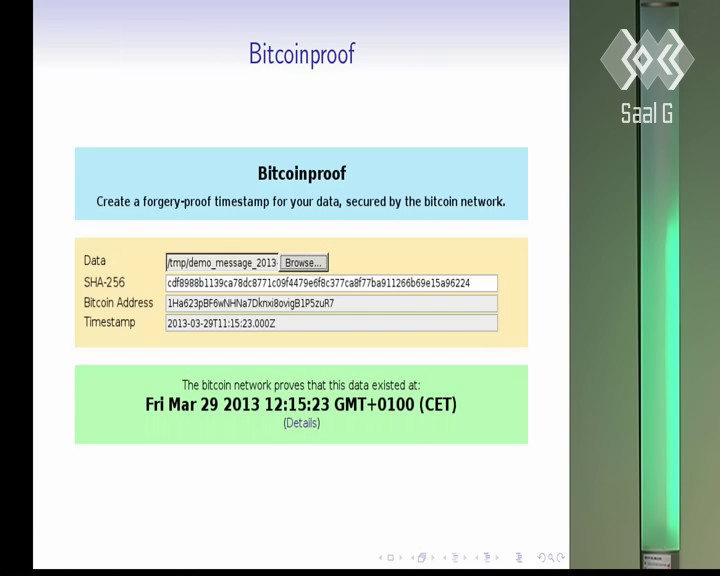 Bitcoinproof
Saal G
Bitcoinproof
Create a forgery-proof timestamp for your data, secured by the bitcoin network.
Data /tmp/demo_message_2013- Browse...
SHA-256 cdf8988b1139ca78dc8771c09f4479e6f8c377ca8f77ba911266b69e15a96224
Bitcoin Address 1Ha623pBF6wNHNa7Dknxi8ovigB1P5zuR7
Timestamp 2013-03-29T11:15:23.000Z
The bitcoin network proves that this data existed at:
Fri Mar 29 2013 12:15:23 GMT+0100 (CET)
(Details)